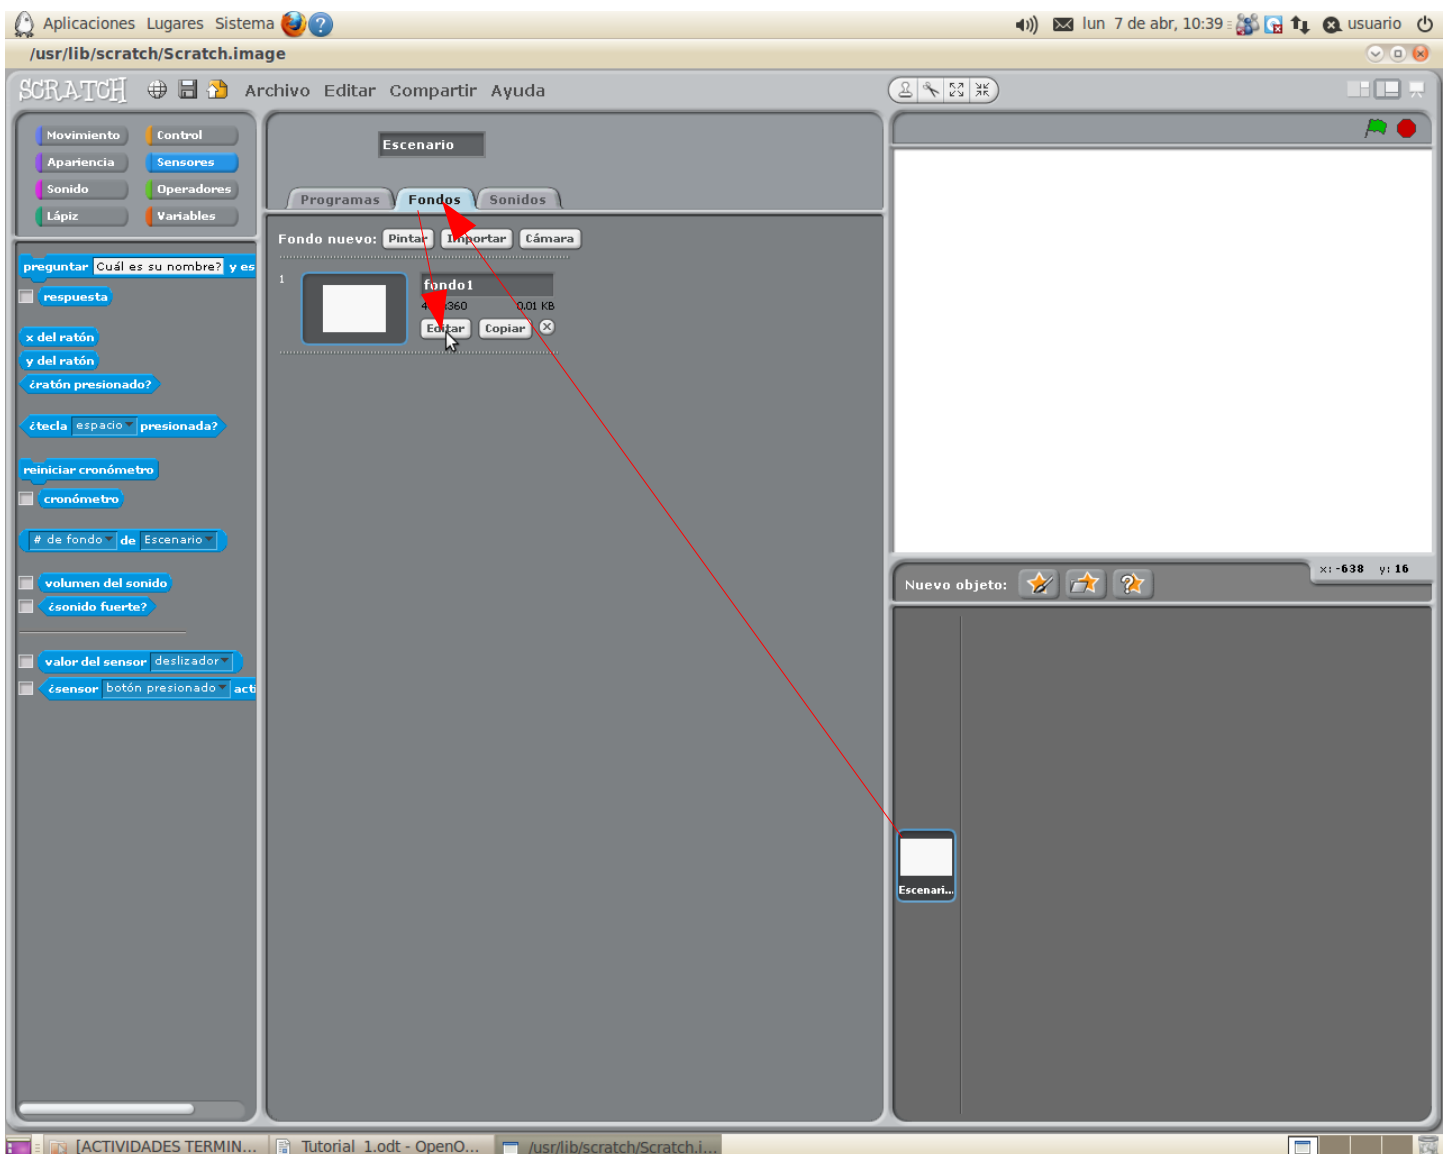 Aplicaciones Lugares Sistema
lun 7 de abr, 10:39
usuario
/usr/lib/scratch/Scratch.image
SCRATCH
Archivo Editar Compartir Ayuda
Movimiento Control
Apariencia Sensores
Sonido Operadores
Lápiz Variables
Escenario
Programas Fondos Sonidos
Fondo nuevo: Pintar Importar Cámara
1
fondo1
0.01 KB
Editar Copiar
preguntar Cuál es su nombre? y es
respuesta
x del ratón
y del ratón
¿ratón presionado?
¿tecla espacio presionada?
reiniciar cronómetro
cronómetro
# de fondo de Escenario
volumen del sonido
¿sonido fuerte?
valor del sensor deslizador
¿sensor botón presionado acti
x: -638 y: 16
Nuevo objeto:
Escenari...
[ACTIVIDADES TERMIN...
Tutorial_1.odt - OpenO...
/usr/lib/scratch/Scratch.i...